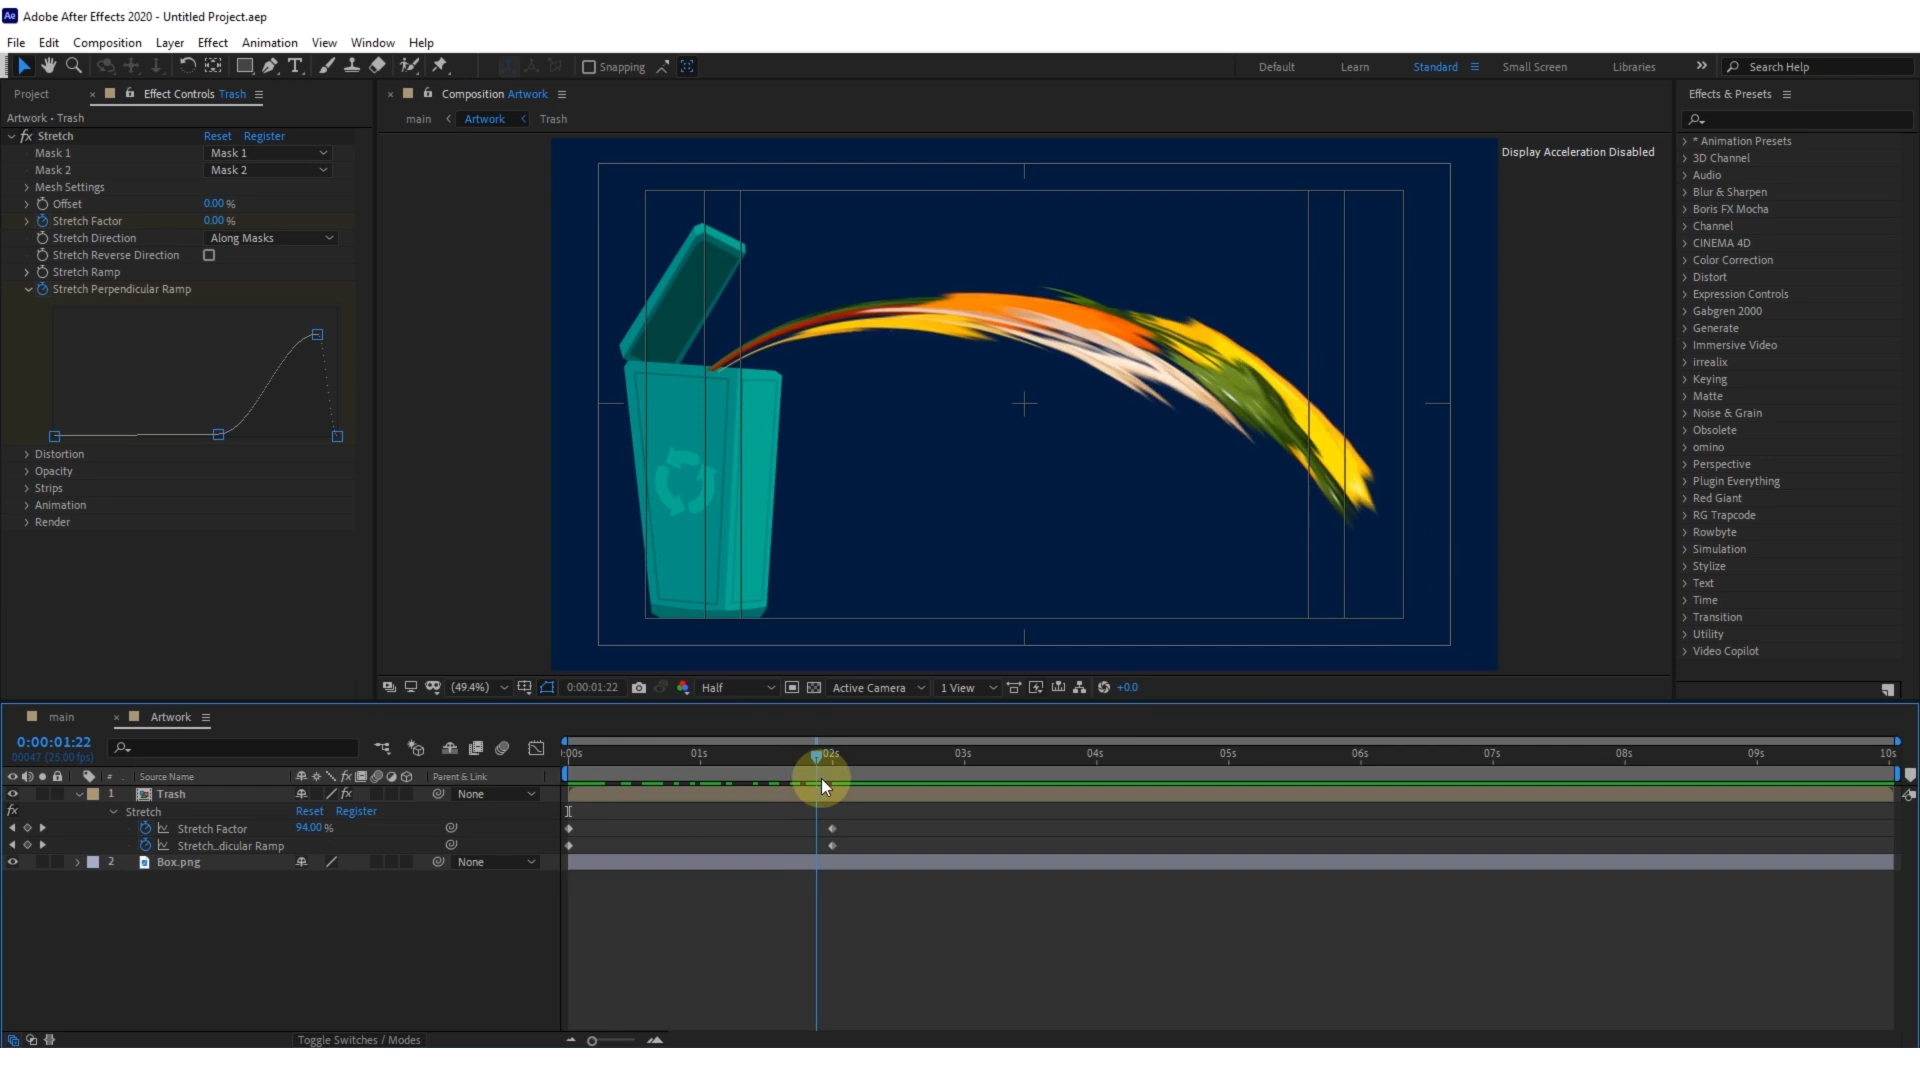 Ae Adobe After Effects 2020 - Untitled Project.aep
File Edit Composition Layer Effect Animation View Window Help
Snapping
Default Learn Standard Small Screen Libraries Search Help
Project Effect Controls Trash
Composition Artwork
Effects & Presets
Artwork • Trash
main Artwork Trash
fx Stretch Reset Register
Mask 1 Mask 1
Mask 2 Mask 2
Mesh Settings
Offset 0.00 %
Stretch Factor 0.00 %
Stretch Direction Along Masks
Stretch Reverse Direction
Stretch Ramp
Stretch Perpendicular Ramp
Distortion
Opacity
Strips
Animation
Render
Display Acceleration Disabled
* Animation Presets
3D Channel
Audio
Blur & Sharpen
Boris FX Mocha
Channel
CINEMA 4D
Color Correction
Distort
Expression Controls
Gabgren 2000
Generate
Immersive Video
irrealix
Keying
Matte
Noise & Grain
Obsolete
omino
Perspective
Plugin Everything
Red Giant
RG Trapcode
Rowbyte
Simulation
Stylize
Text
Time
Transition
Utility
Video Copilot
(49.4%) 0:00:01:22 Half Active Camera 1 View +0.0
main Artwork
0:00:01:22
00047 (25.00 fps)
:00s 01s 02s 03s 04s 05s 06s 07s 08s 09s 10s
# Source Name fx Parent & Link
1 Trash fx None
fx Stretch Reset Register
Stretch Factor 94.00 %
Stretch...dicular Ramp
2 Box.png None
Toggle Switches / Modes